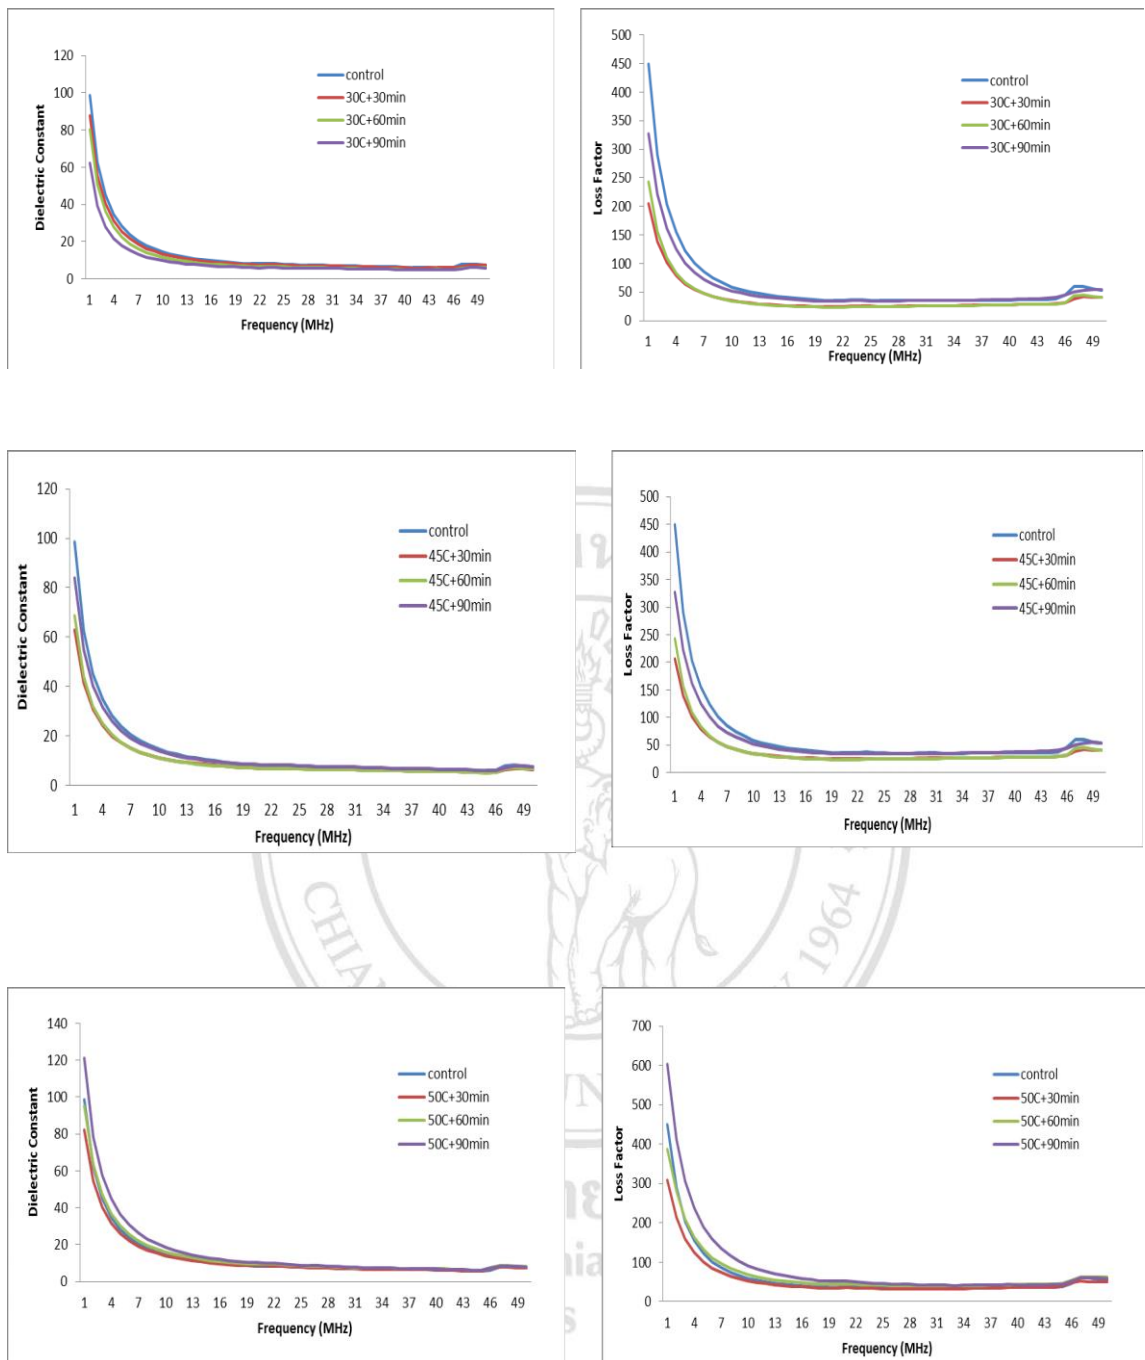 120
100
80
60
40
20
0
Dielectric Constant
control
30C+30min
30C+60min
30C+90min
1 4 7 10 13 16 19 22 25 28 31 34 37 40 43 46 49
Frequency (MHz)
500
450
400
350
300
250
200
150
100
50
0
Loss Factor
control
30C+30min
30C+60min
30C+90min
1 4 7 10 13 16 19 22 25 28 31 34 37 40 43 46 49
Frequency (MHz)
120
100
80
60
40
20
0
Dielectric Constant
control
45C+30min
45C+60min
45C+90min
1 4 7 10 13 16 19 22 25 28 31 34 37 40 43 46 49
Frequency (MHz)
500
450
400
350
300
250
200
150
100
50
0
Loss Factor
control
45C+30min
45C+60min
45C+90min
1 4 7 10 13 16 19 22 25 28 31 34 37 40 43 46 49
Frequency (MHz)
1964
140
120
100
80
60
40
20
0
Dielectric Constant
control
50C+30min
50C+60min
50C+90min
1 4 7 10 13 16 19 22 25 28 31 34 37 40 43 46 49
Frequency (MHz)
700
600
500
400
300
200
100
0
Loss Factor
control
50C+30min
50C+60min
50C+90min
1 4 7 10 13 16 19 22 25 28 31 34 37 40 43 46 49
Frequency (MHz)